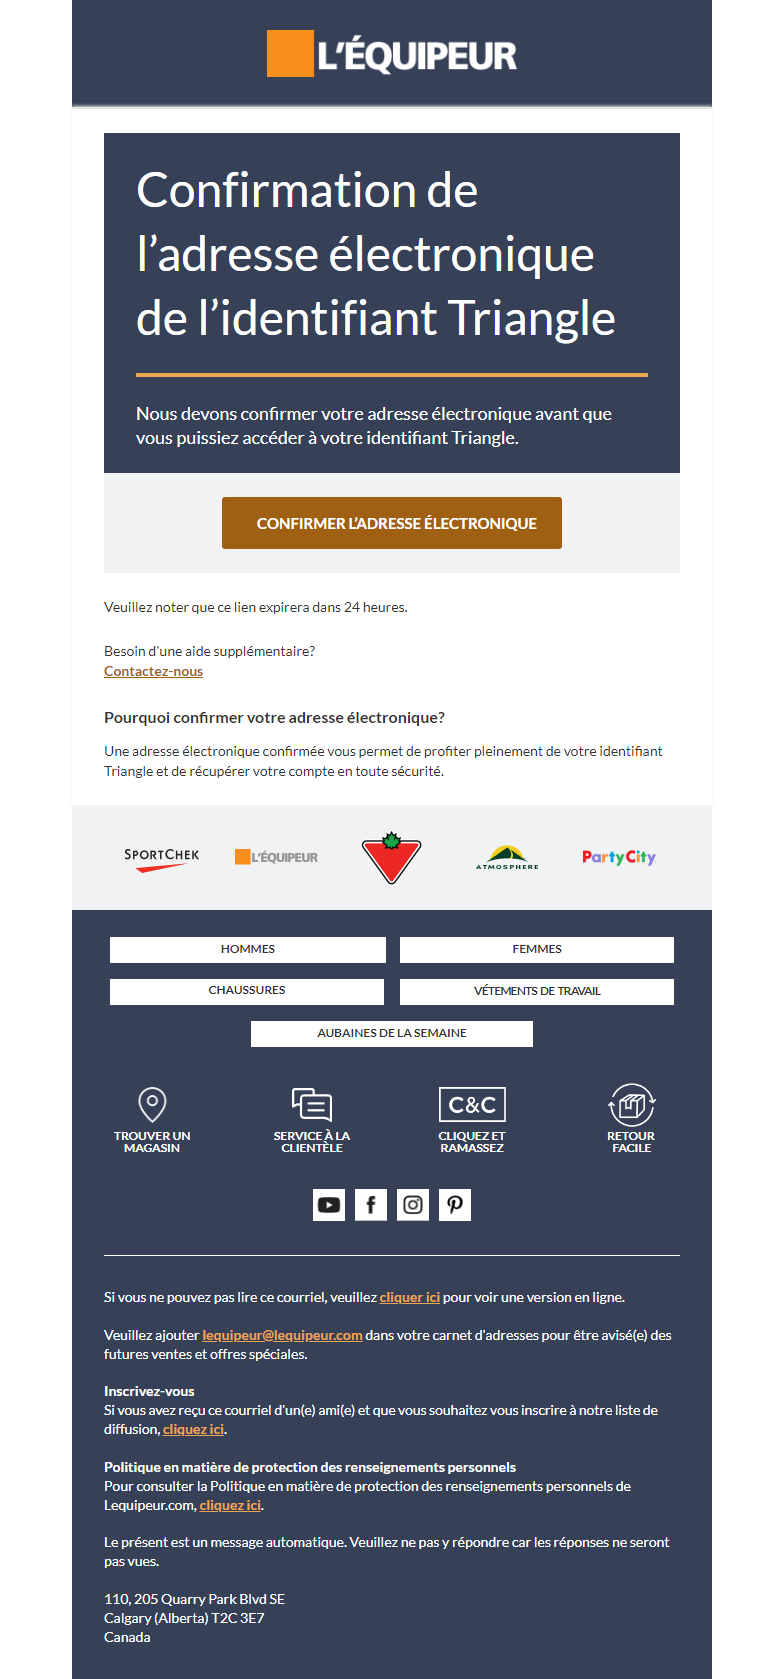 L'ÉQUIPEUR
Confirmation de
l’adresse électronique
de l’identifiant Triangle
Nous devons confirmer votre adresse électronique avant que
vous puissiez accéder à votre identifiant Triangle.
CONFIRMER L’ADRESSE ÉLECTRONIQUE
Veuillez noter que ce lien expirera dans 24 heures.
Besoin d’une aide supplémentaire?
Contactez-nous
Pourquoi confirmer votre adresse électronique?
Une adresse électronique confirmée vous permet de profiter pleinement de votre identifiant
Triangle et de récupérer votre compte en toute sécurité.
SPORTCHEK L'ÉQUIPEUR ATMOSPHERE PartyCity
HOMMES FEMMES
CHAUSSURES VÉTEMENTS DE TRAVAIL
AUBAINES DE LA SEMAINE
C&C
TROUVER UN SERVICE À LA CLIQUEZ ET RETOUR
MAGASIN CLIENTÈLE RAMASSEZ FACILE
Si vous ne pouvez pas lire ce courriel, veuillez cliquer ici pour voir une version en ligne.
Veuillez ajouter lequipeur@lequipeur.com dans votre carnet d'adresses pour être avisé(e) des
futures ventes et offres spéciales.
Inscrivez-vous
Si vous avez reçu ce courriel d'un(e) ami(e) et que vous souhaitez vous inscrire à notre liste de
diffusion, cliquez ici.
Politique en matière de protection des renseignements personnels
Pour consulter la Politique en matière de protection des renseignements personnels de
Lequipeur.com, cliquez ici.
Le présent est un message automatique. Veuillez ne pas y répondre car les réponses ne seront
pas vues.
110, 205 Quarry Park Blvd SE
Calgary (Alberta) T2C 3E7
Canada